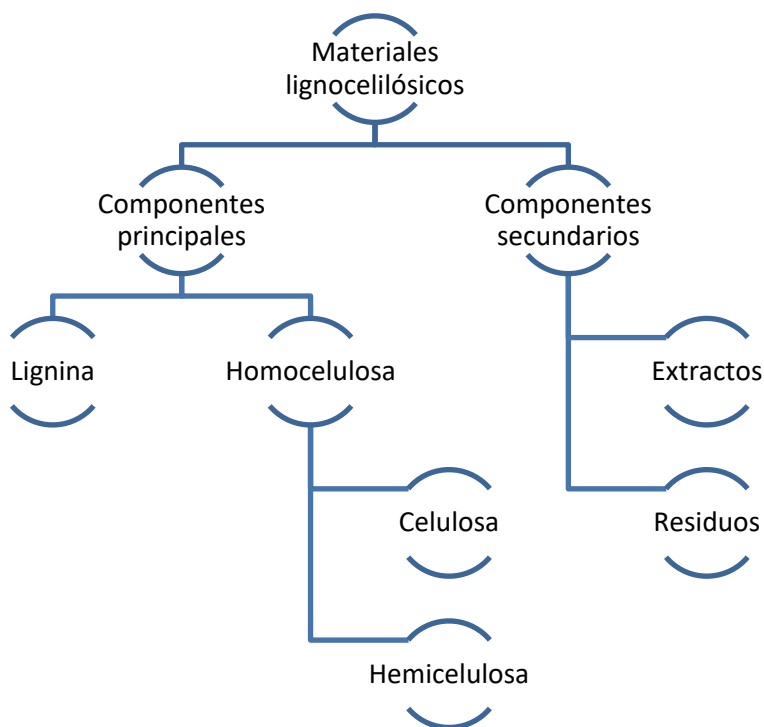 Materiales
lignocelilósicos
Componentes
principales
Componentes
secundarios
Lignina
Homocelulosa
Extractos
Celulosa
Residuos
Hemicelulosa